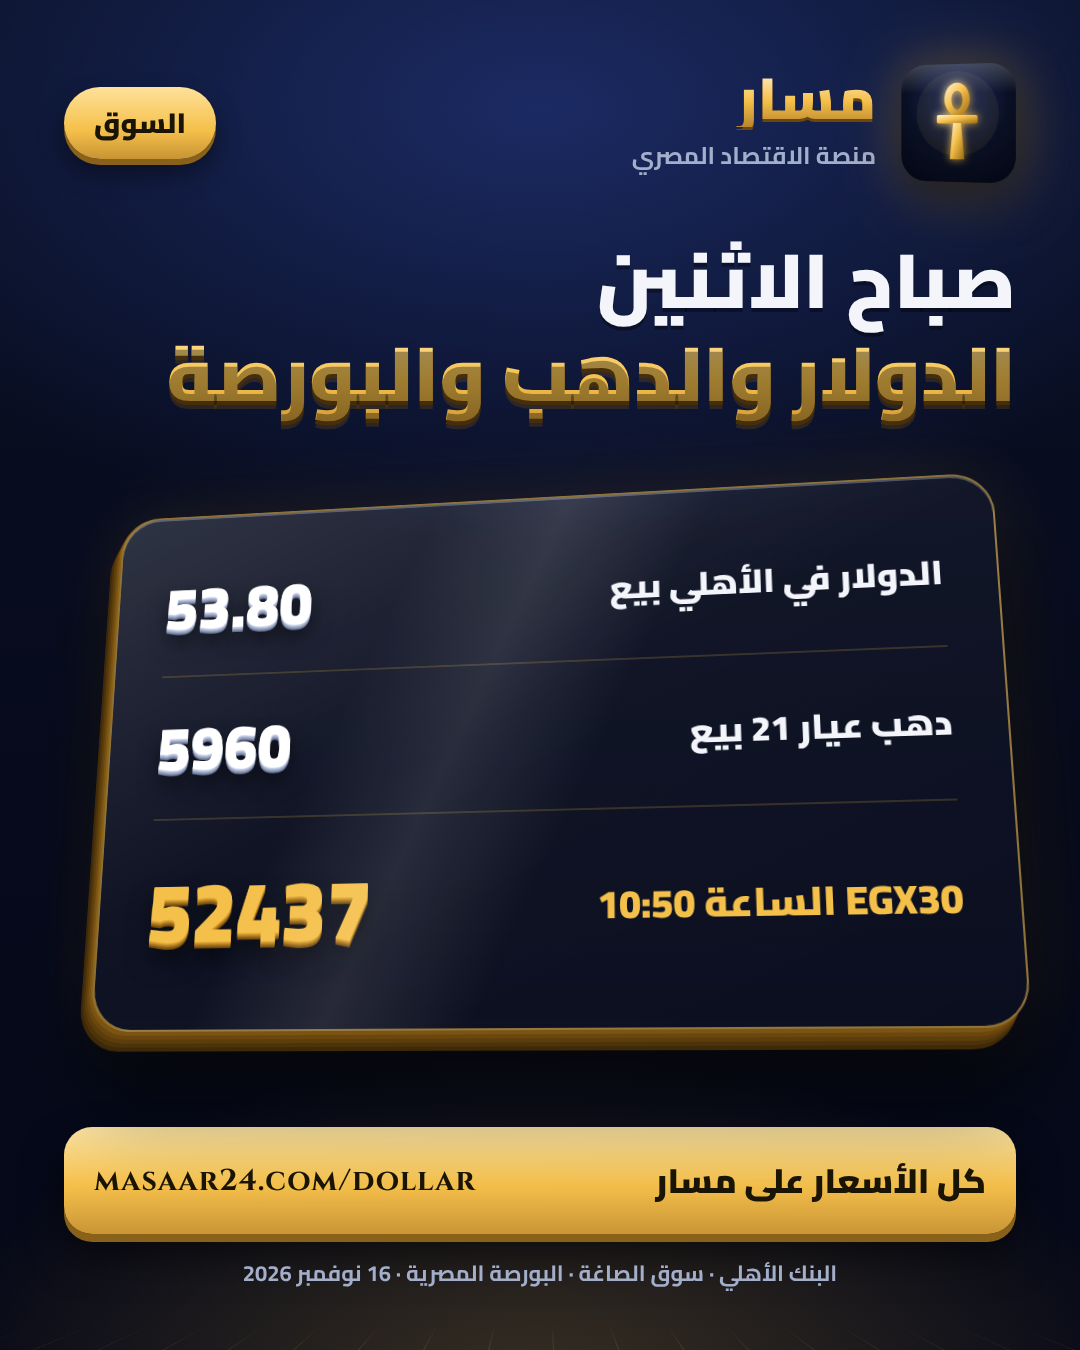 مسار
منصة الاقتصاد المصري
السوق
صباح الاثنين
الدولار والدهب والبورصة
الدولار في الأهلي بيع 53.80
دهب عيار 21 بيع 5960
EGX30 الساعة 10:50 52437
كل الأسعار على مسار MASAAR24.COM/DOLLAR
البنك الأهلي · سوق الصاغة · البورصة المصرية · 16 نوفمبر 2026